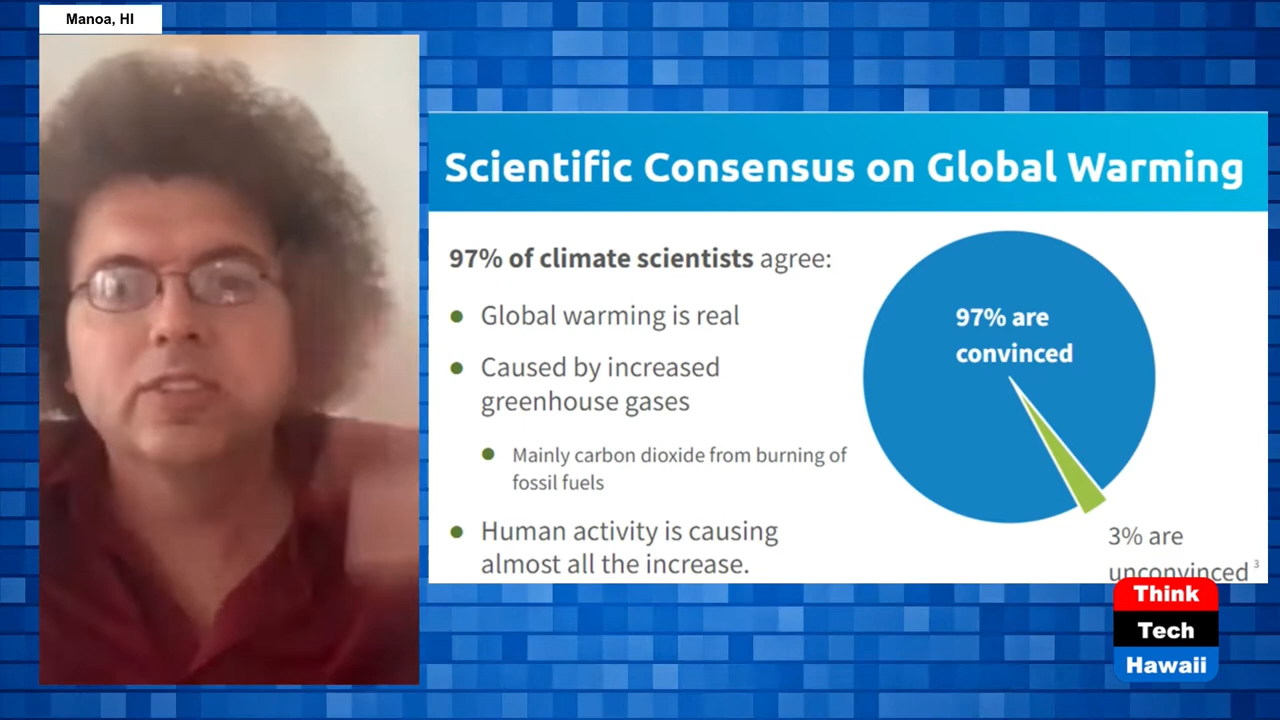 Manoa, HI
Scientific Consensus on Global Warming
97% of climate scientists agree:
Global warming is real
Caused by increased
greenhouse gases
Mainly carbon dioxide from burning of
fossil fuels
Human activity is causing
almost all the increase.
97% are
convinced
3% are
unconvinced 3
Think
Tech
Hawaii